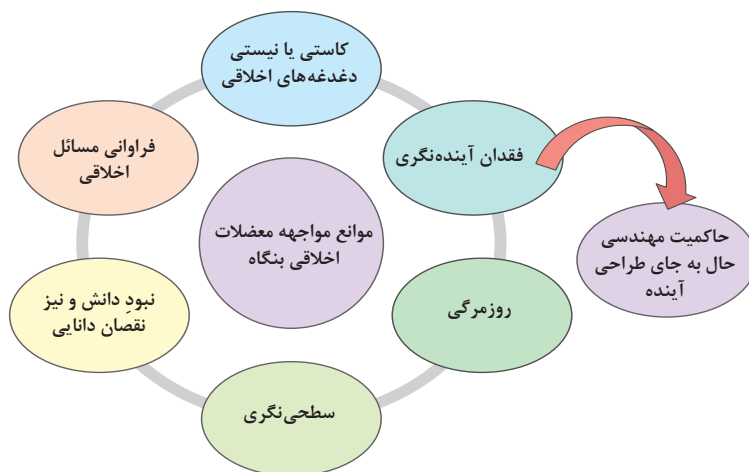 کاستی یا نیستی
دغدغه‌های اخلاقی
فقدان آینده‌نگری
حاکمیت مهندسی
حال به جای طراحی
آینده
روزمرگی
سطحی‌نگری
نبودِ دانش و نیز
نقصان دانایی
فراوانی مسائل
اخلاقی
موانع مواجهه معضلات
اخلاقی بنگاه